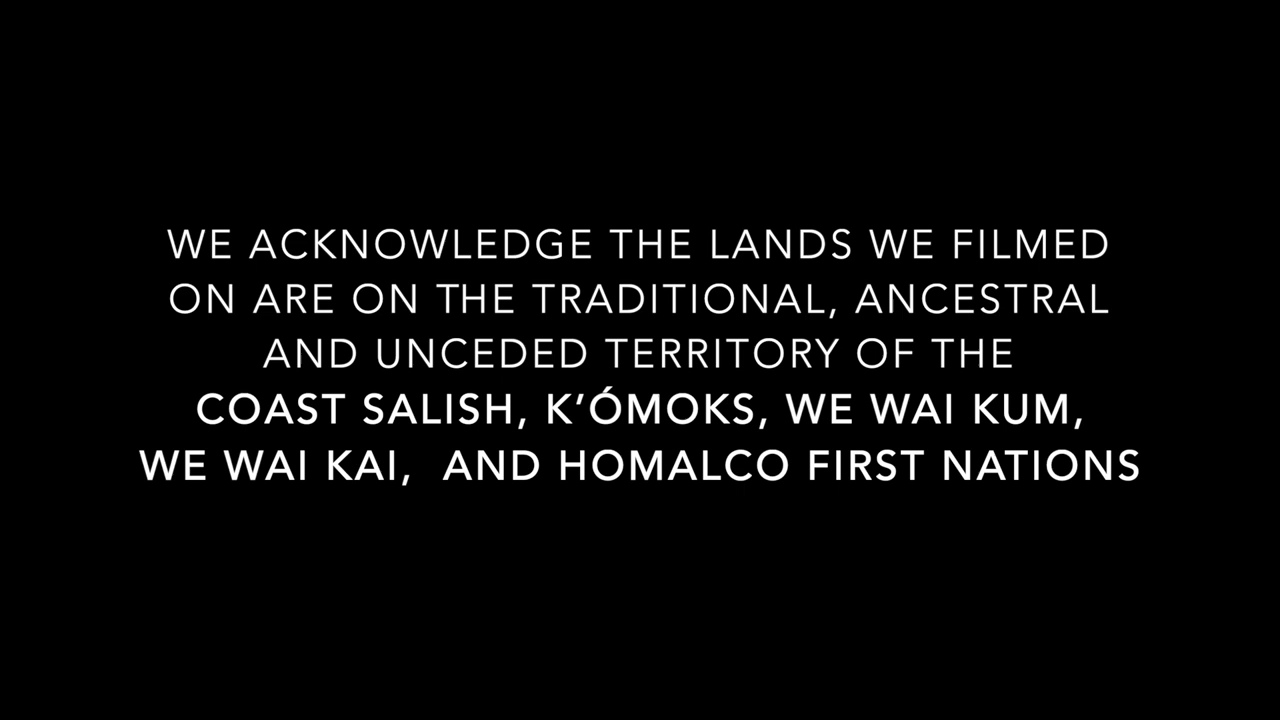 WE ACKNOWLEDGE THE LANDS WE FILMED
ON ARE ON THE TRADITIONAL, ANCESTRAL
AND UNCEDED TERRITORY OF THE
COAST SALISH, K’ÓMOKS, WE WAI KUM,
WE WAI KAI,  AND HOMALCO FIRST NATIONS